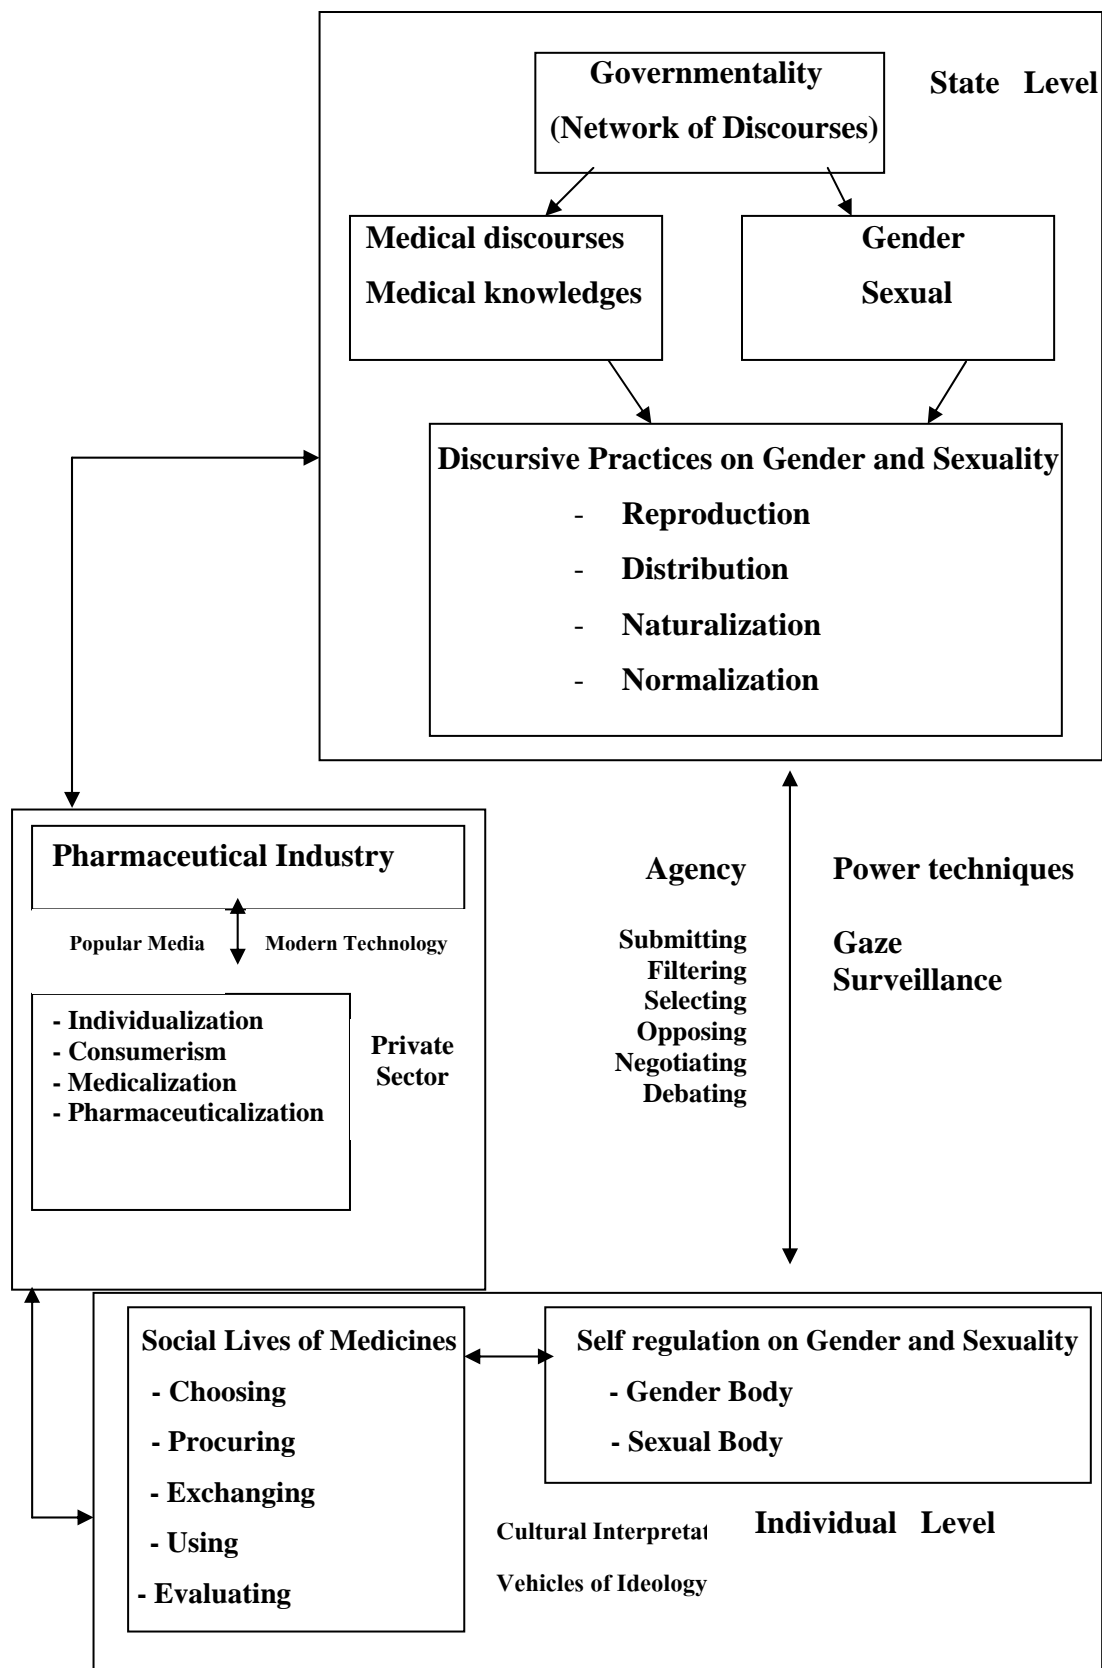 Governmentality
(Network of Discourses)
State Level
Medical discourses
Medical knowledges
Gender
Sexual
Discursive Practices on Gender and Sexuality
- Reproduction
- Distribution
- Naturalization
- Normalization
Pharmaceutical Industry
Popular Media
Modern Technology
- Individualization
- Consumerism
- Medicalization
- Pharmaceuticalization
Private
Sector
Agency
Submitting
Filtering
Selecting
Opposing
Negotiating
Debating
Power techniques
Gaze
Surveillance
Social Lives of Medicines
- Choosing
- Procuring
- Exchanging
- Using
- Evaluating
Self regulation on Gender and Sexuality
- Gender Body
- Sexual Body
Cultural Interpretat
Vehicles of Ideology
Individual Level